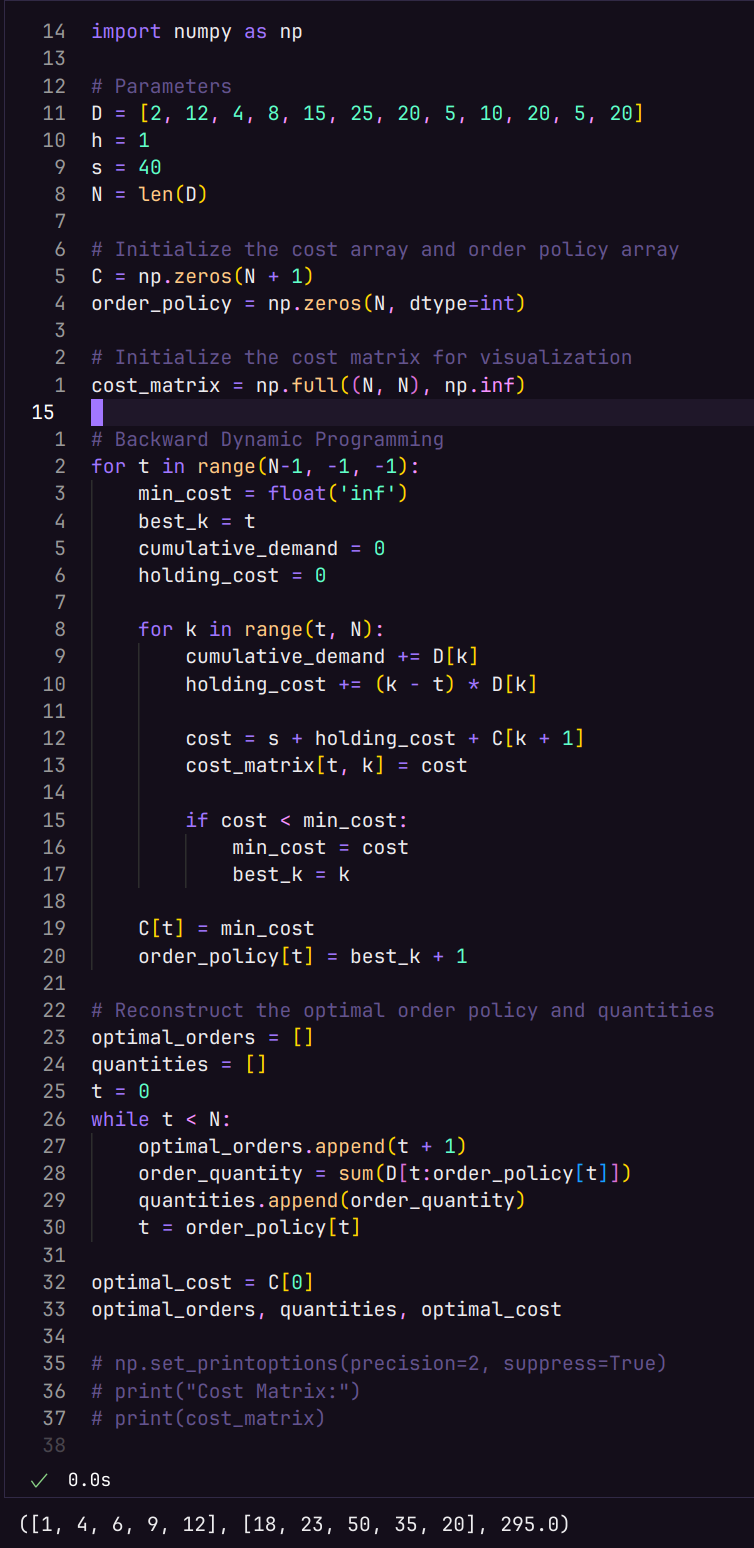 14 import numpy as np
13
12 # Parameters
11 D = [2, 12, 4, 8, 15, 25, 20, 5, 10, 20, 5, 20]
10 h = 1
9 s = 40
8 N = len(D)
7
6 # Initialize the cost array and order policy array
5 C = np.zeros(N + 1)
4 order_policy = np.zeros(N, dtype=int)
3
2 # Initialize the cost matrix for visualization
1 cost_matrix = np.full((N, N), np.inf)
15
1 # Backward Dynamic Programming
2 for t in range(N-1, -1, -1):
3     min_cost = float('inf')
4     best_k = t
5     cumulative_demand = 0
6     holding_cost = 0
7
8     for k in range(t, N):
9         cumulative_demand += D[k]
10         holding_cost += (k - t) * D[k]
11
12         cost = s + holding_cost + C[k + 1]
13         cost_matrix[t, k] = cost
14
15         if cost < min_cost:
16             min_cost = cost
17             best_k = k
18
19     C[t] = min_cost
20     order_policy[t] = best_k + 1
21
22 # Reconstruct the optimal order policy and quantities
23 optimal_orders = []
24 quantities = []
25 t = 0
26 while t < N:
27     optimal_orders.append(t + 1)
28     order_quantity = sum(D[t:order_policy[t]])
29     quantities.append(order_quantity)
30     t = order_policy[t]
31
32 optimal_cost = C[0]
33 optimal_orders, quantities, optimal_cost
34
35 # np.set_printoptions(precision=2, suppress=True)
36 # print("Cost Matrix:")
37 # print(cost_matrix)
38
✓ 0.0s
([1, 4, 6, 9, 12], [18, 23, 50, 35, 20], 295.0)